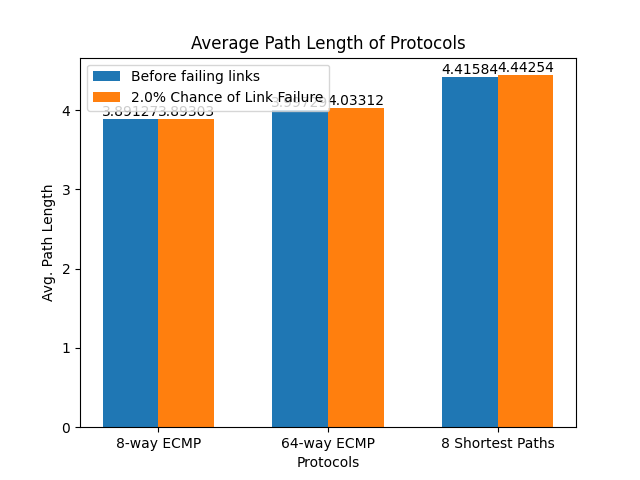 Average Path Length of Protocols
Before failing links
2.0% Chance of Link Failure
3.89127
3.89303
4.03312
4.41584
4.44254
Avg. Path Length
4
3
2
1
0
8-way ECMP
64-way ECMP
8 Shortest Paths
Protocols